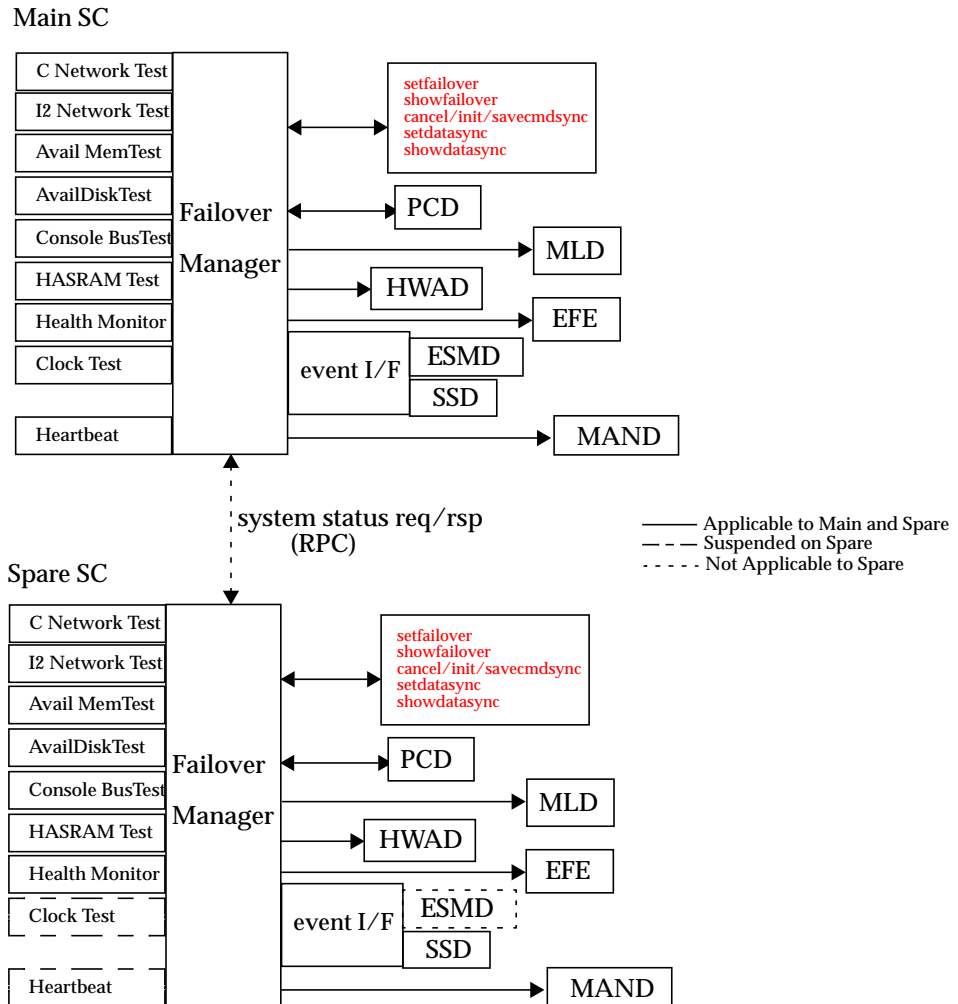 Main SC
C Network Test
I2 Network Test
Avail MemTest
AvailDiskTest
Console BusTest
HASRAM Test
Health Monitor
Clock Test
Heartbeat
Failover
Manager
setfailover
showfailover
cancel/init/savecmdsync
setdatasync
showdatasync
PCD
MLD
HWAD
EFE
event I/F
ESMD
SSD
MAND
system status req/rsp
(RPC)
Applicable to Main and Spare
Suspended on Spare
Not Applicable to Spare
Spare SC
C Network Test
I2 Network Test
Avail MemTest
AvailDiskTest
Console BusTest
HASRAM Test
Health Monitor
Clock Test
Heartbeat
Failover
Manager
setfailover
showfailover
cancel/init/savecmdsync
setdatasync
showdatasync
PCD
MLD
HWAD
EFE
event I/F
ESMD
SSD
MAND